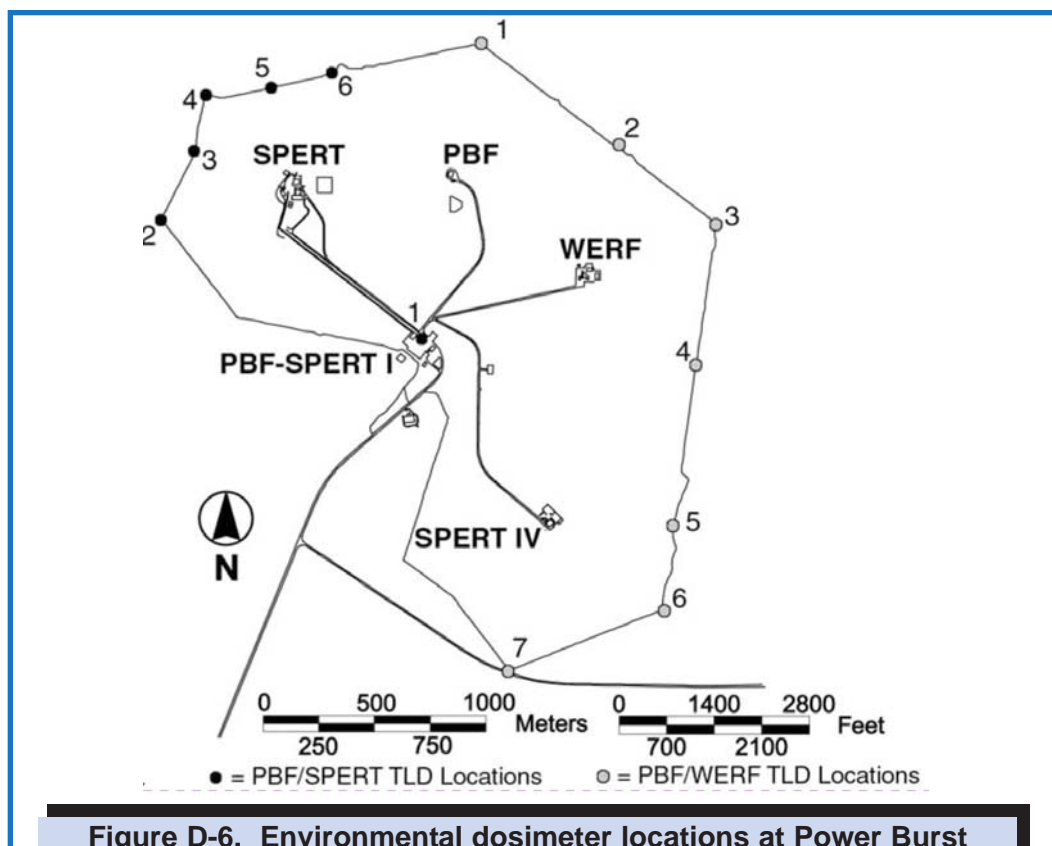 1
5
6
4
2
3
SPERT
PBF
3
2
WERF
1
4
PBF-SPERT I
SPERT IV
5
N
6
7
0 500 1000 Meters
250 750
0 1400 2800 Feet
700 2100
● = PBF/SPERT TLD Locations
● = PBF/WERF TLD Locations
Figure D-6. Environmental dosimeter locations at Power Burst